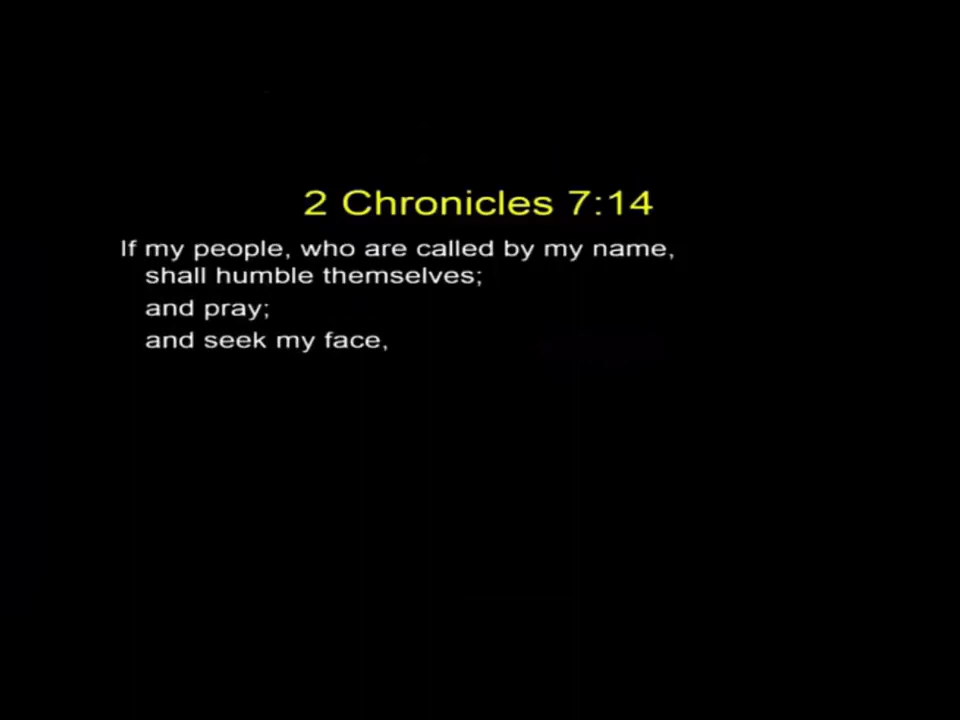 2 Chronicles 7:14
If my people, who are called by my name,
shall humble themselves;
and pray;
and seek my face,